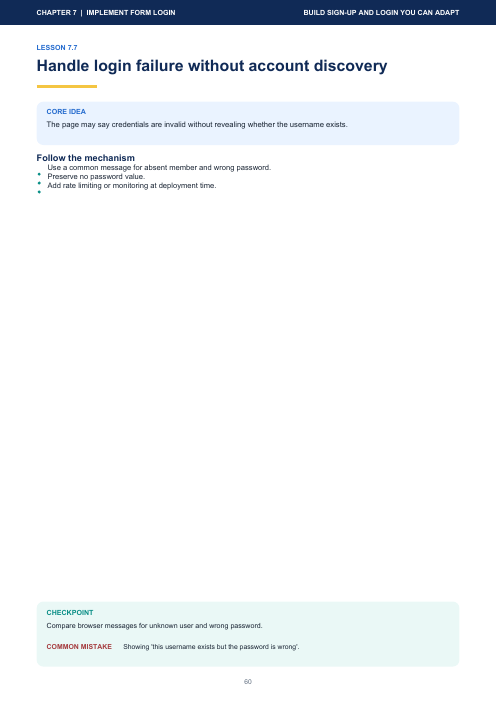 CHAPTER 7 | IMPLEMENT FORM LOGIN
BUILD SIGN-UP AND LOGIN YOU CAN ADAPT
LESSON 7.7
Handle login failure without account discovery
CORE IDEA
The page may say credentials are invalid without revealing whether the username exists.
Follow the mechanism
Use a common message for absent member and wrong password.
Preserve no password value.
Add rate limiting or monitoring at deployment time.
CHECKPOINT
Compare browser messages for unknown user and wrong password.
COMMON MISTAKE Showing 'this username exists but the password is wrong'.
60